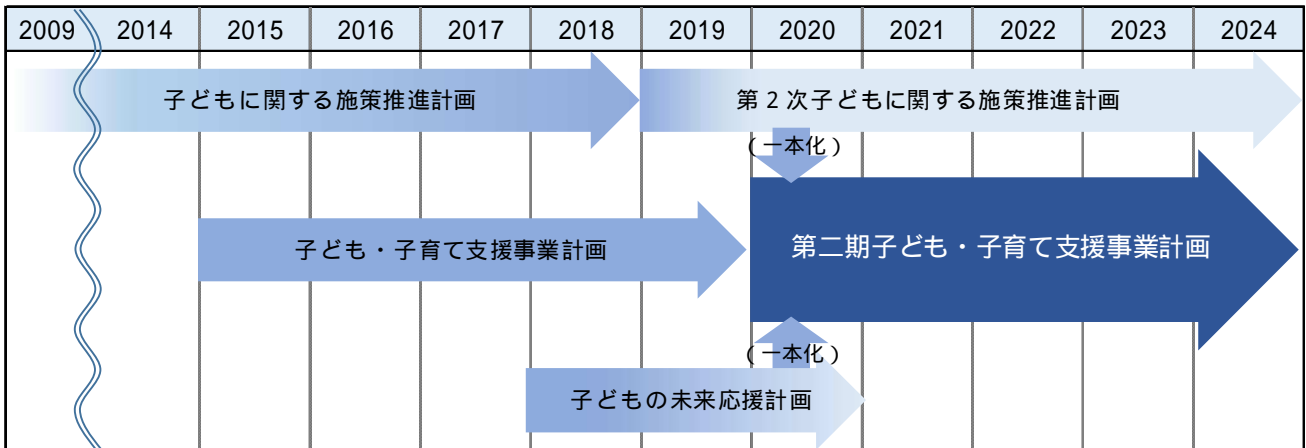 2009 2014 2015 2016 2017 2018 2019 2020 2021 2022 2023 2024
子どもに関する施策推進計画
第２次子どもに関する施策推進計画
(一本化)
子ども・子育て支援事業計画
第二期子ども・子育て支援事業計画
(一本化)
子どもの未来応援計画